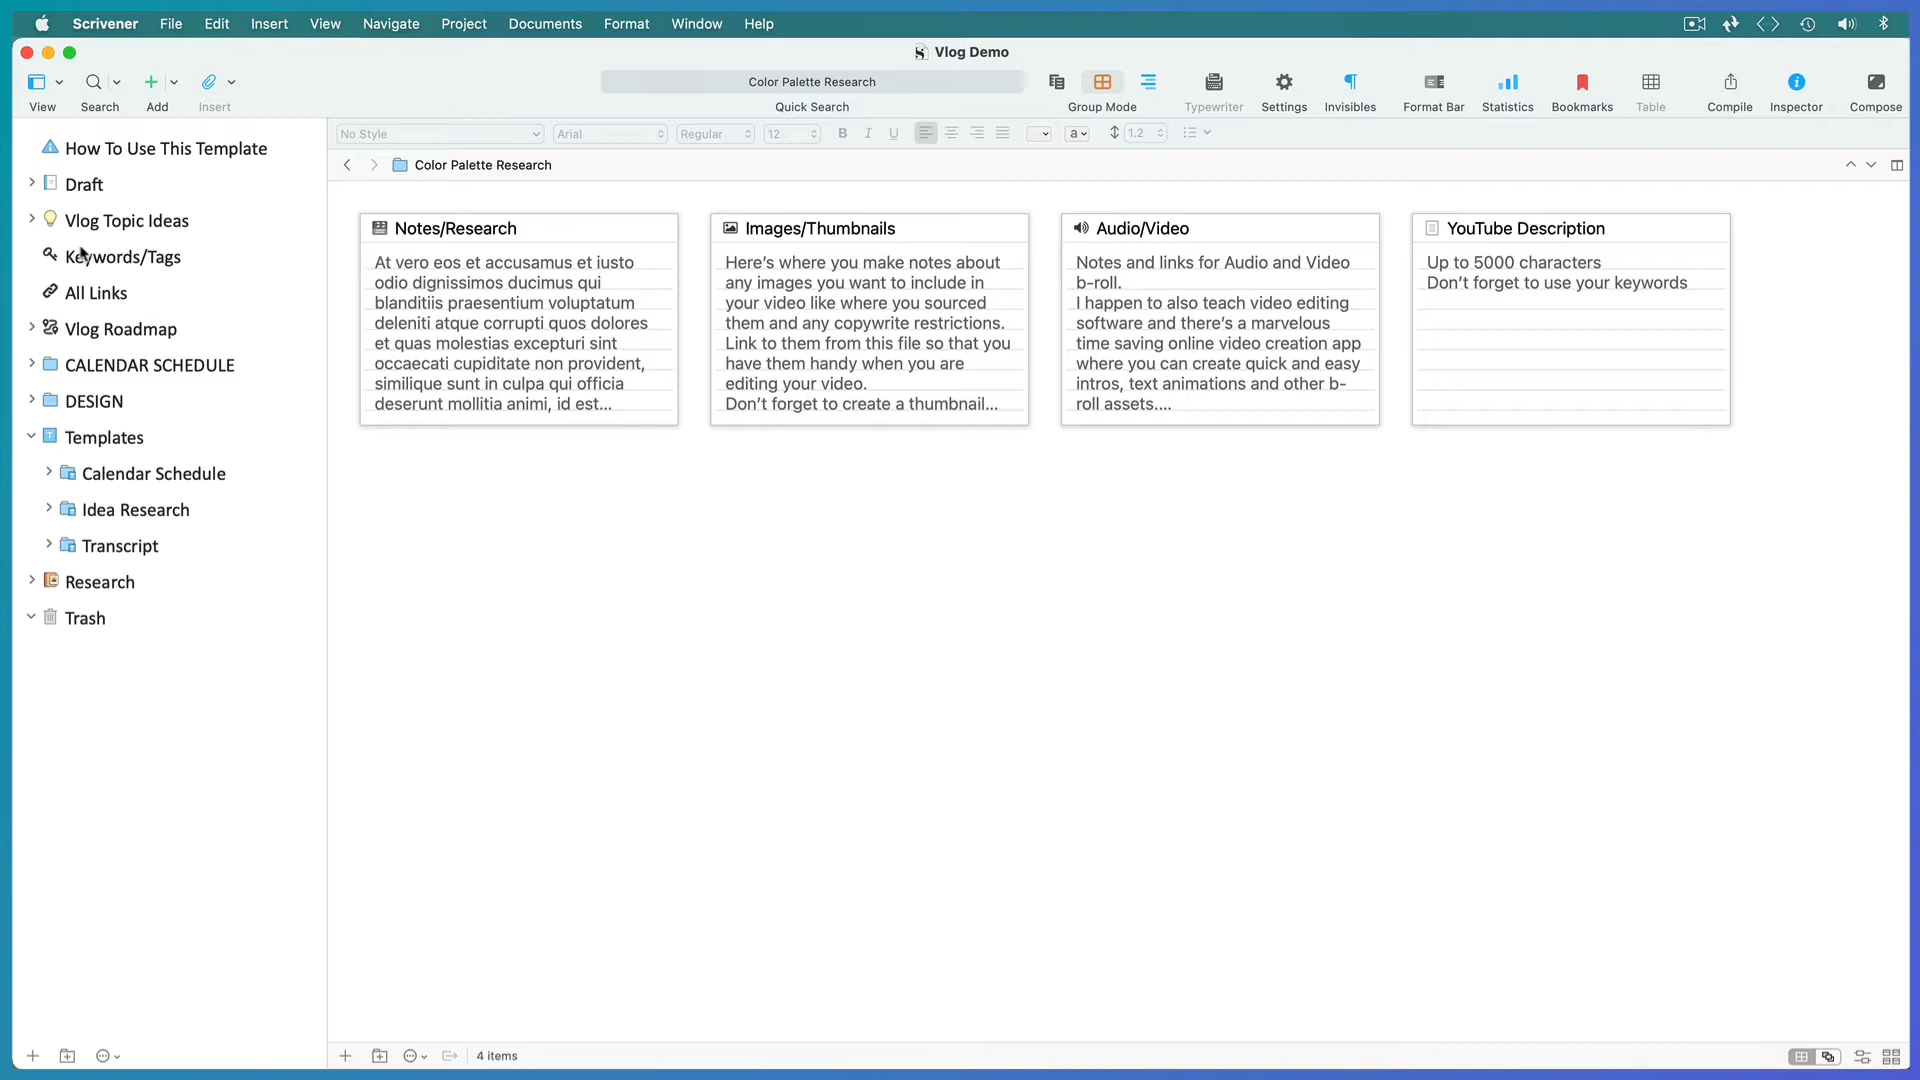 Scrivener File Edit Insert View Navigate Project Documents Format Window Help
Vlog Demo
Color Palette Research
View Search Add Insert Quick Search Group Mode Typewriter Settings Invisibles Format Bar Statistics Bookmarks Table Compile Inspector Compose
No Style Arial Regular 12 B I U a 1.2
Color Palette Research
How To Use This Template
Draft
Vlog Topic Ideas
Keywords/Tags
All Links
Vlog Roadmap
CALENDAR SCHEDULE
DESIGN
Templates
Calendar Schedule
Idea Research
Transcript
Research
Trash
Notes/Research
At vero eos et accusamus et iusto
odio dignissimos ducimus qui
blanditiis praesentium voluptatum
deleniti atque corrupti quos dolores
et quas molestias excepturi sint
occaecati cupiditate non provident,
similique sunt in culpa qui officia
deserunt mollitia animi, id est...
Images/Thumbnails
Here's where you make notes about
any images you want to include in
your video like where you sourced
them and any copywrite restrictions.
Link to them from this file so that you
have them handy when you are
editing your video.
Don't forget to create a thumbnail...
Audio/Video
Notes and links for Audio and Video
b-roll.
I happen to also teach video editing
software and there's a marvelous
time saving online video creation app
where you can create quick and easy
intros, text animations and other b-
roll assets....
YouTube Description
Up to 5000 characters
Don't forget to use your keywords
4 items